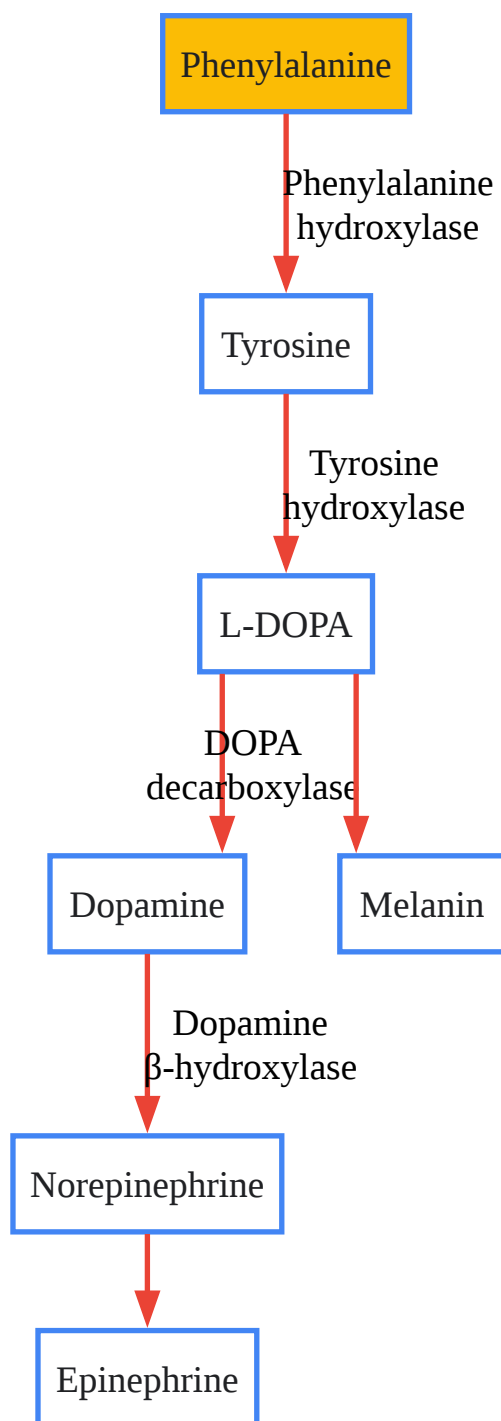 Phenylalanine
Phenylalanine
hydroxylase
Tyrosine
Tyrosine
hydroxylase
L-DOPA
DOPA
decarboxylase
Dopamine
Melanin
Dopamine
β-hydroxylase
Norepinephrine
Epinephrine